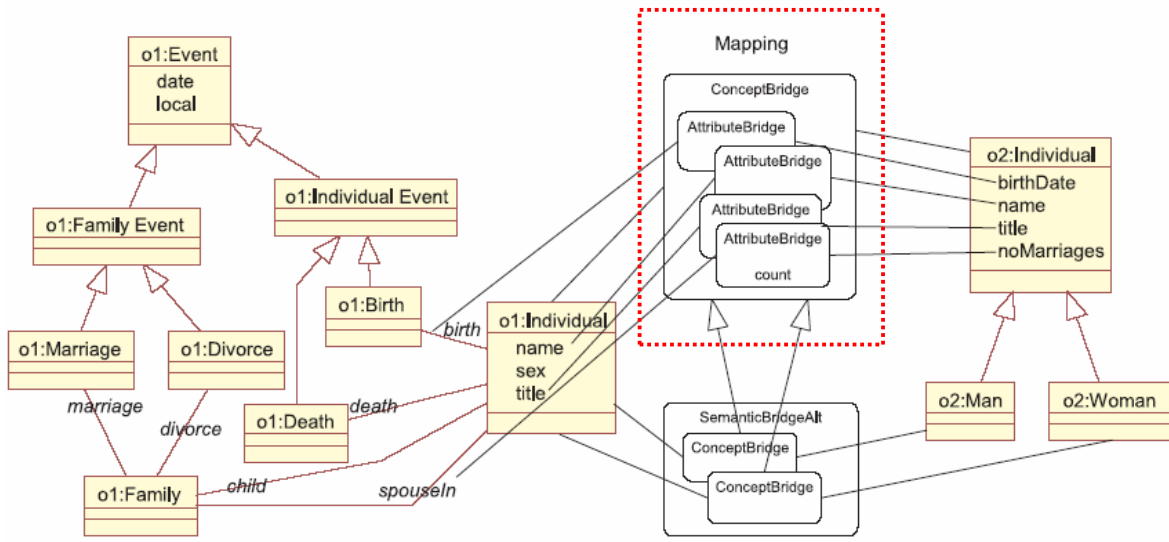 Mapping
o1:Event
date
local
ConceptBridge
AttributeBridge
o2:Individual
AttributeBridge
birthDate
o1:Individual Event
name
o1:Family Event
AttributeBridge
title
AttributeBridge
noMarriages
count
o1:Birth
birth
o1:Individual
o1:Marriage
o1:Divorce
name
sex
title
o2:Man
o2:Woman
marriage
death
o1:Death
SemanticBridgeAlt
divorce
ConceptBridge
o1:Family
child
spouseIn
ConceptBridge